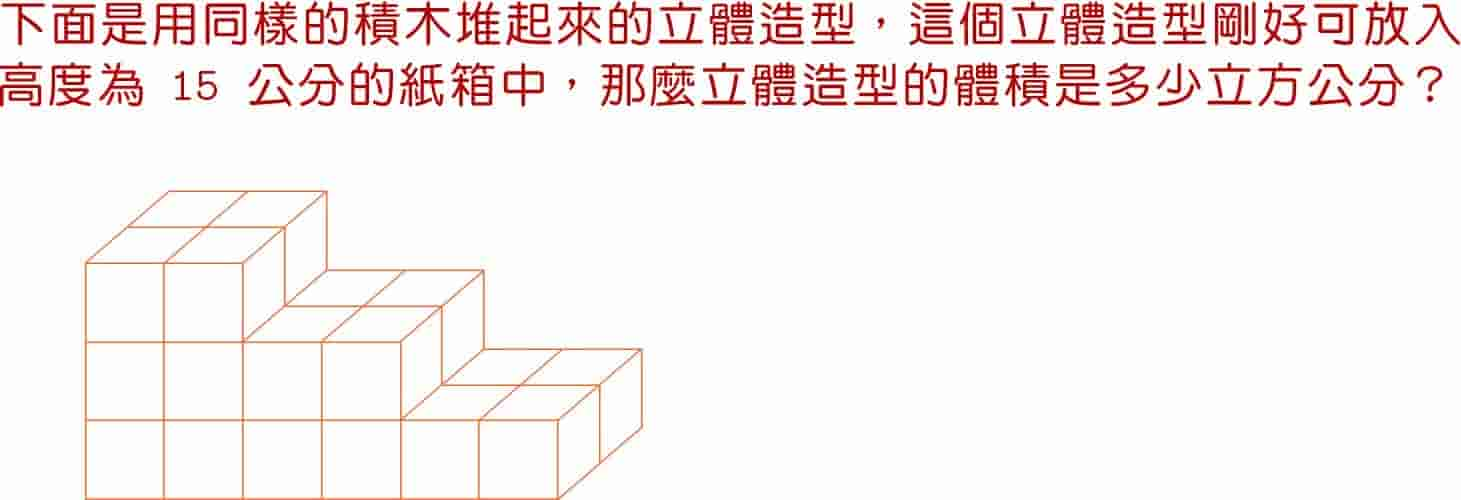 下面是用同樣的積木堆起來的立體造型，這個立體造型剛好可放入
高度為 15 公分的紙箱中，那麼立體造型的體積是多少立方公分？